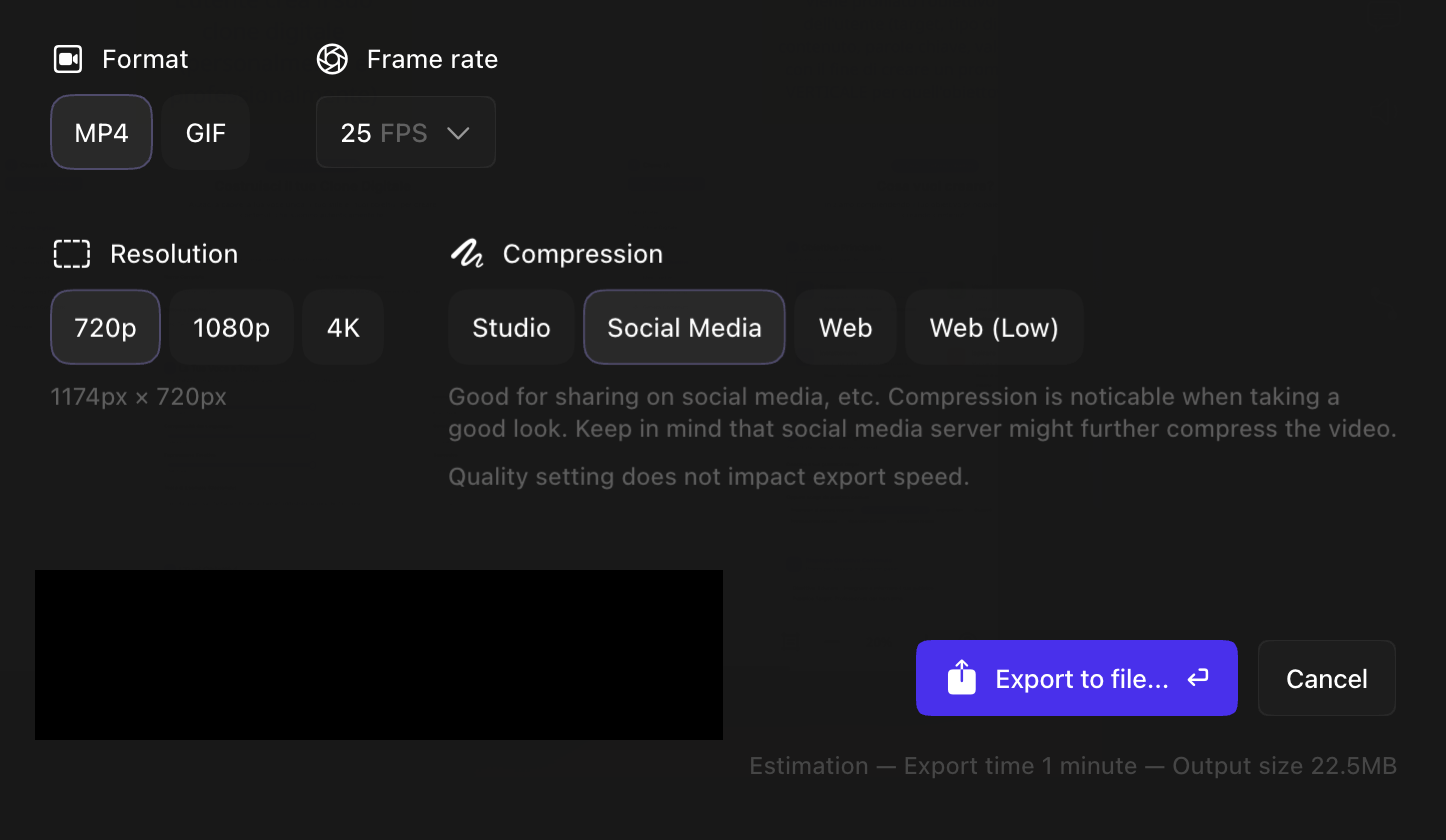 Format
Frame rate
MP4
GIF
25 FPS
Resolution
Compression
720p
1080p
4K
Studio
Social Media
Web
Web (Low)
1174px × 720px
Good for sharing on social media, etc. Compression is noticable when taking a
good look. Keep in mind that social media server might further compress the video.
Quality setting does not impact export speed.
Export to file...
Cancel
Estimation — Export time 1 minute — Output size 22.5MB